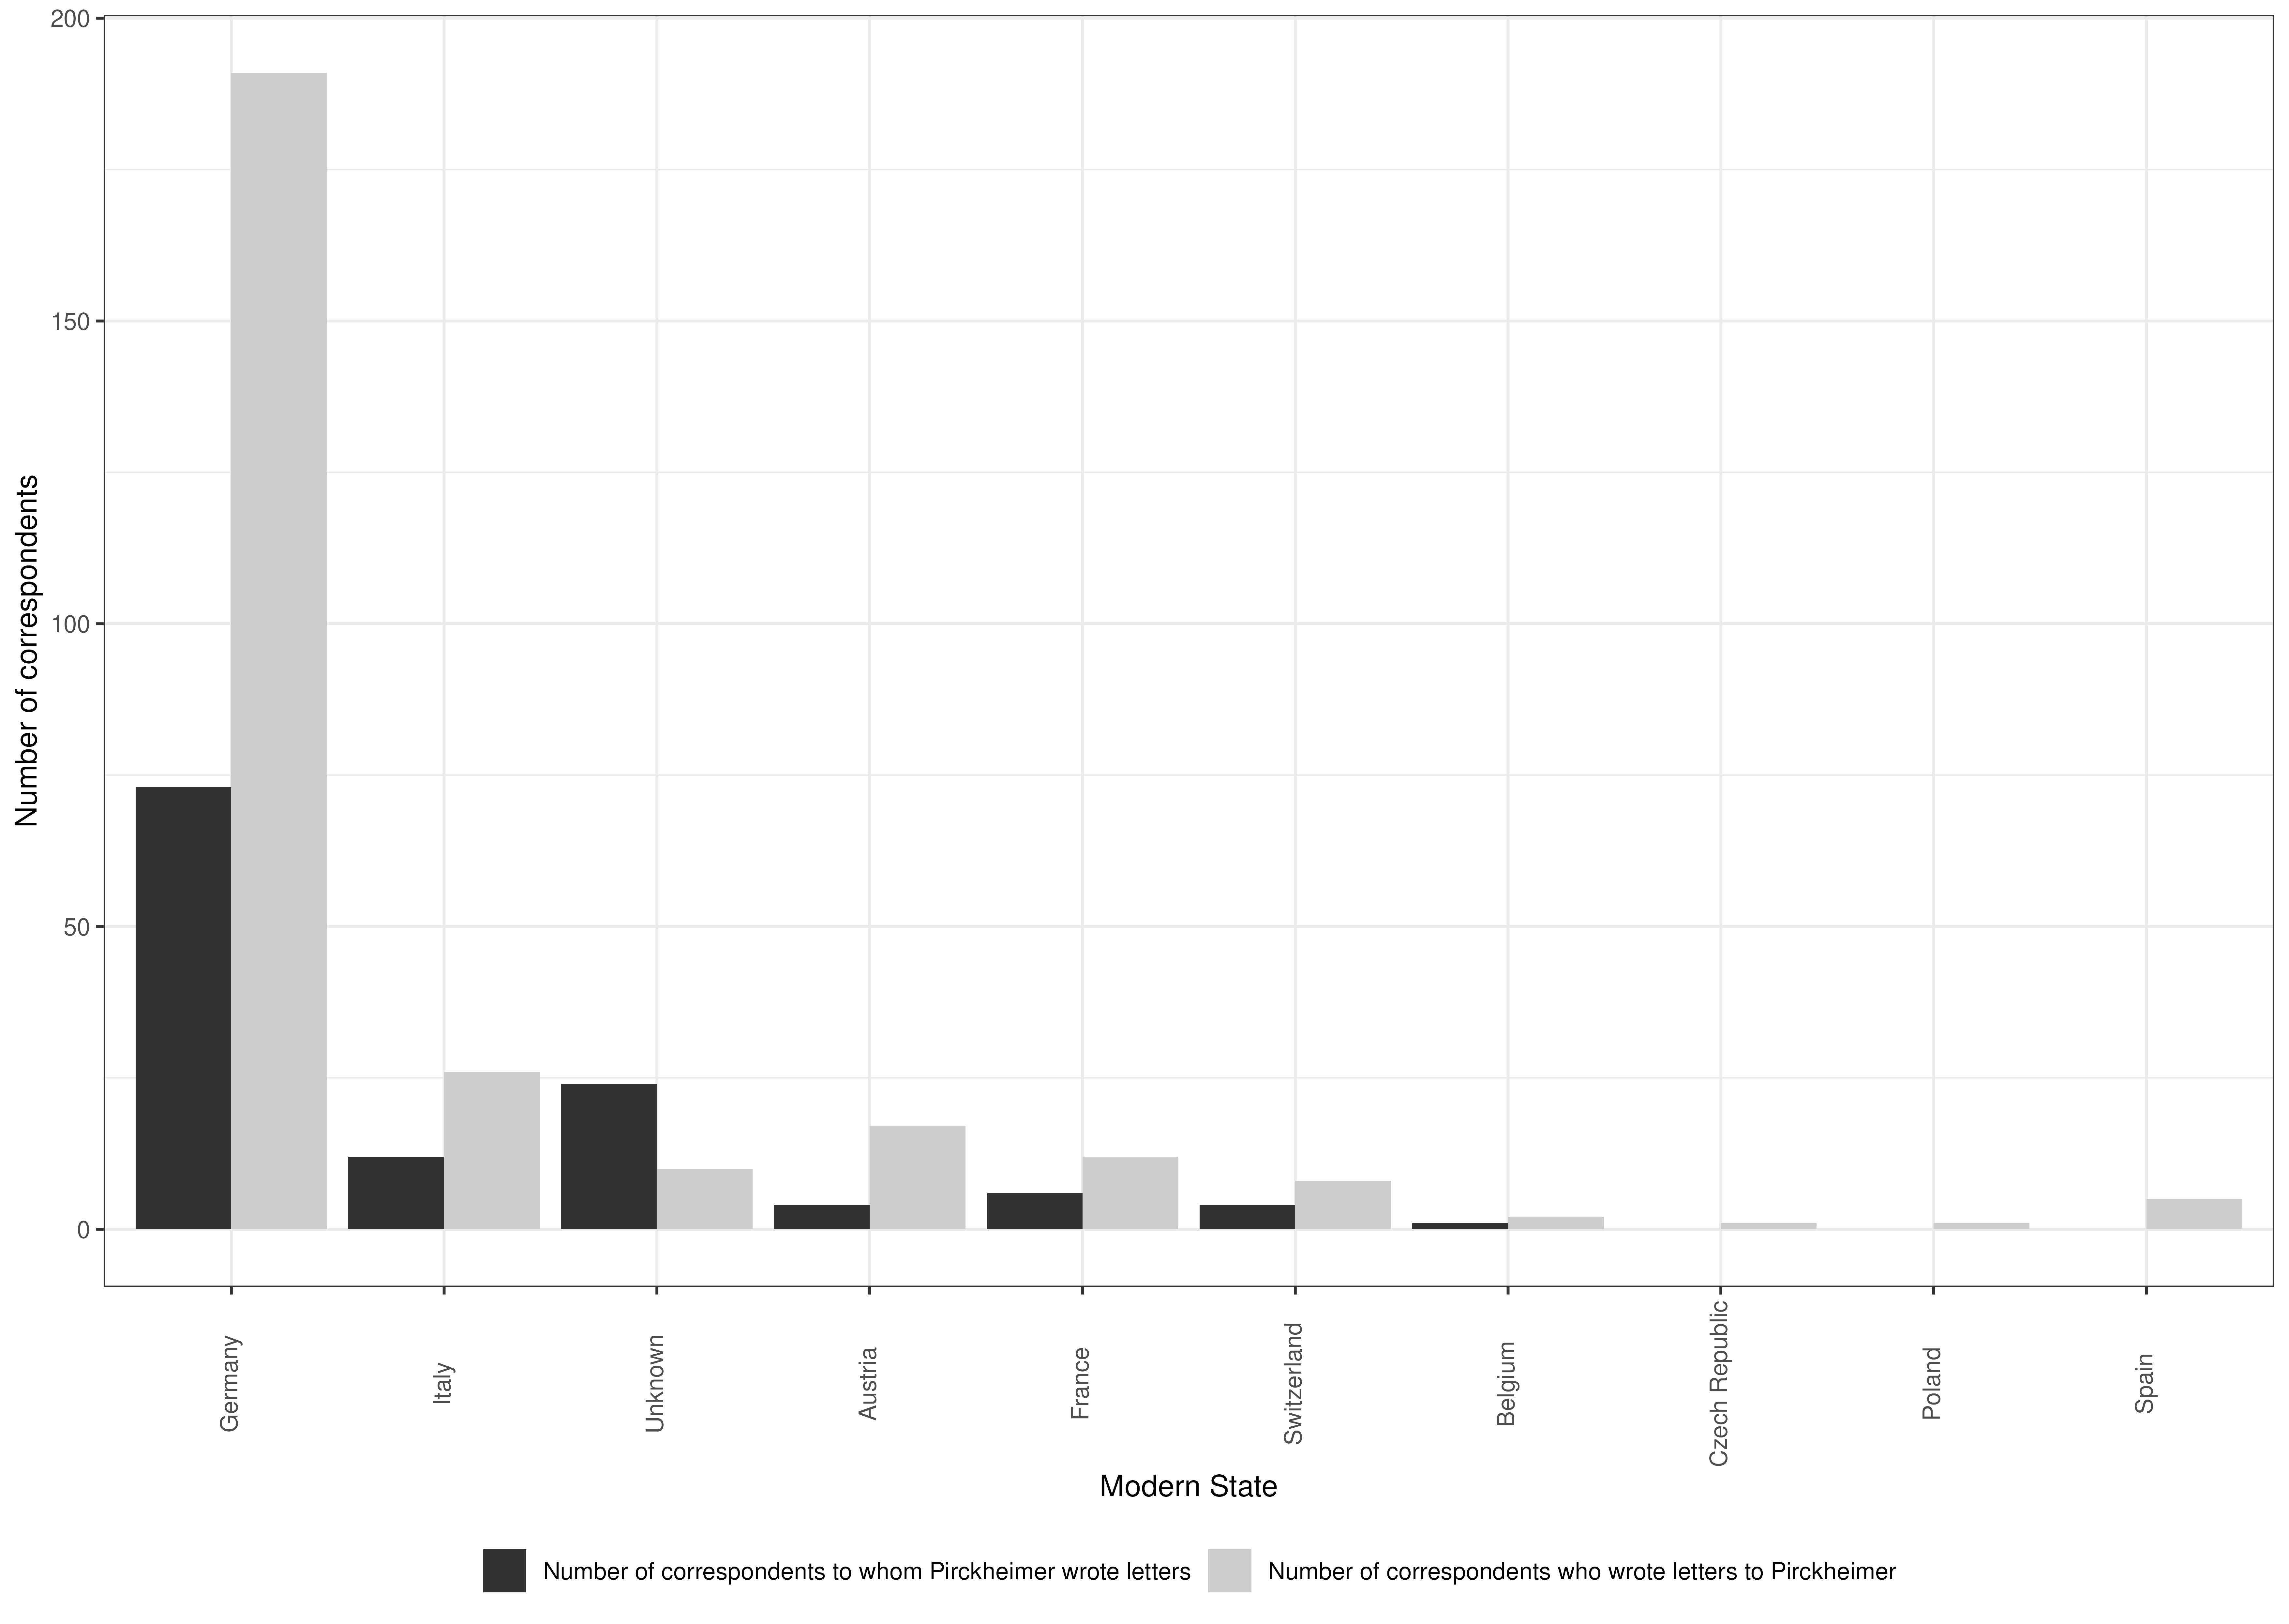 200
150
100
50
0
Number of correspondents
Germany
Italy
Unknown
Austria
France
Switzerland
Belgium
Czech Republic
Poland
Spain
Modern State
Number of correspondents to whom Pirckheimer wrote letters
Number of correspondents who wrote letters to Pirckheimer